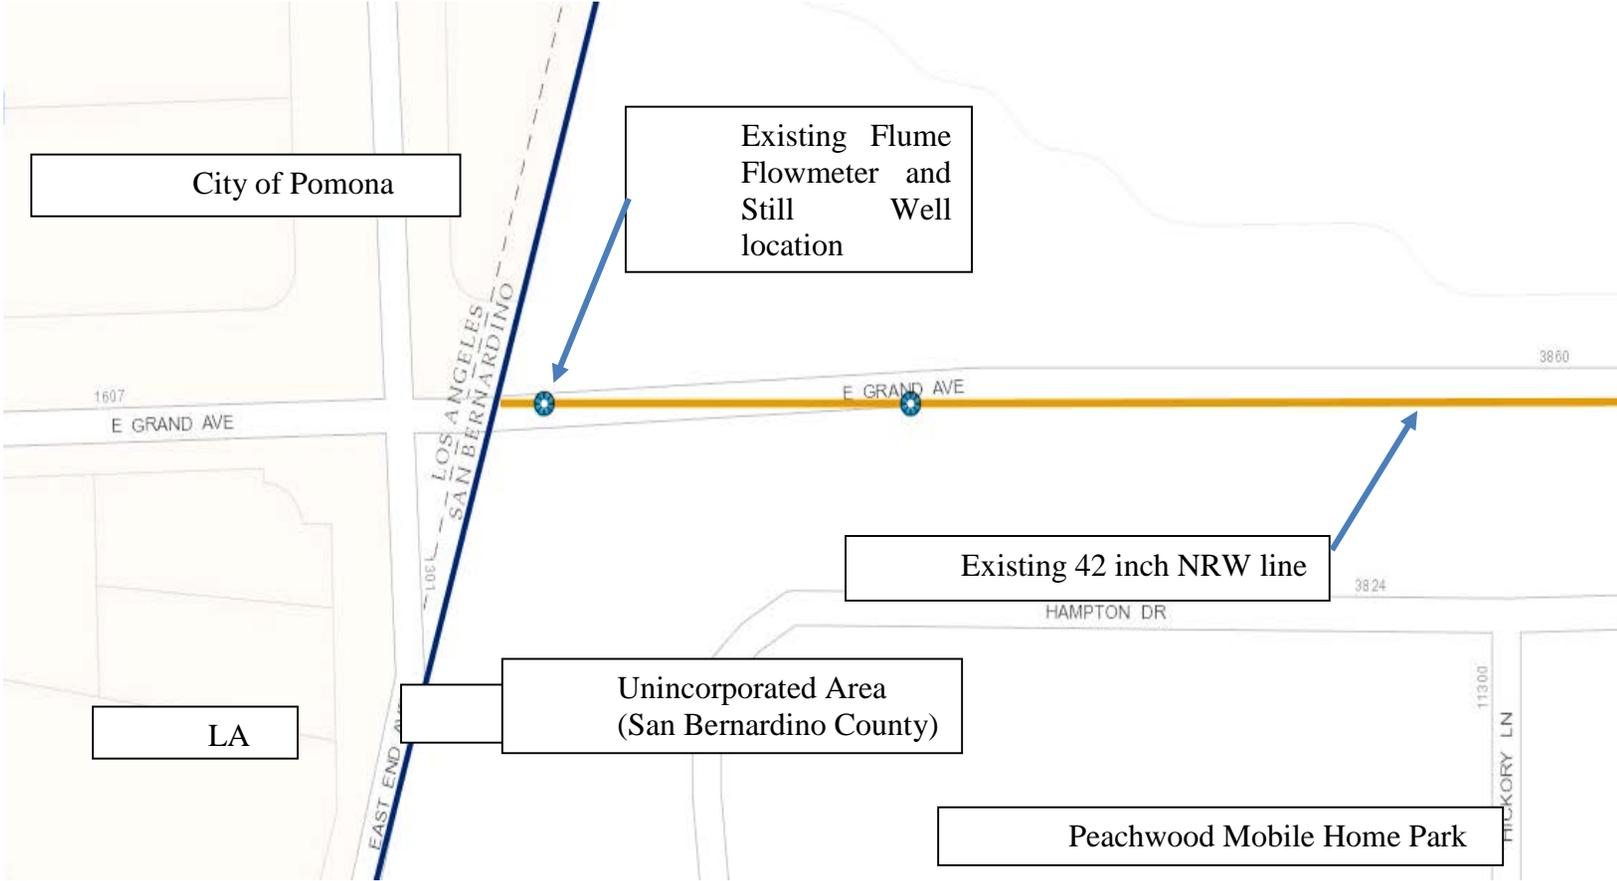 City of Pomona
Existing Flume
Flowmeter and
Still Well
location
LOS ANGELES
SAN BERNARDINO
1607
E GRAND AVE
E GRAND AVE
3860
1301
Existing 42 inch NRW line
3824
HAMPTON DR
Unincorporated Area
(San Bernardino County)
LA
EAST END AV
11300
HICKORY LN
Peachwood Mobile Home Park